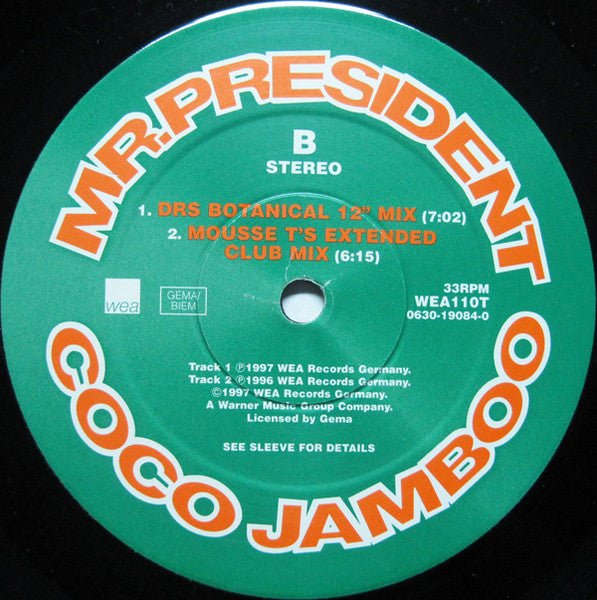 MR.PRESIDENT
B
STEREO
1. DRS BOTANICAL 12" MIX (7:02)
2. MOUSSE T'S EXTENDED
CLUB MIX (6:15)
wea
GEMA/
BIEM
33RPM
WEA110T
0630-19084-0
Track 1 ℗1997 WEA Records Germany.
Track 2 ℗1996 WEA Records Germany.
©1997 WEA Records Germany.
A Warner Music Group Company.
Licensed by Gema
SEE SLEEVE FOR DETAILS
COCO JAMBOO